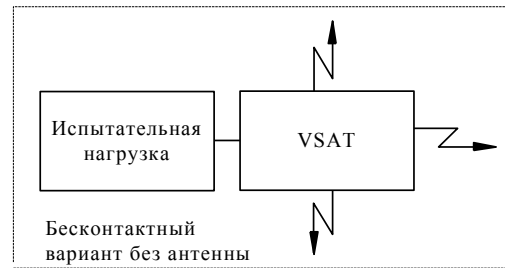 Испытательная
нагрузка
VSAT
Бесконтактный
вариант без антенны